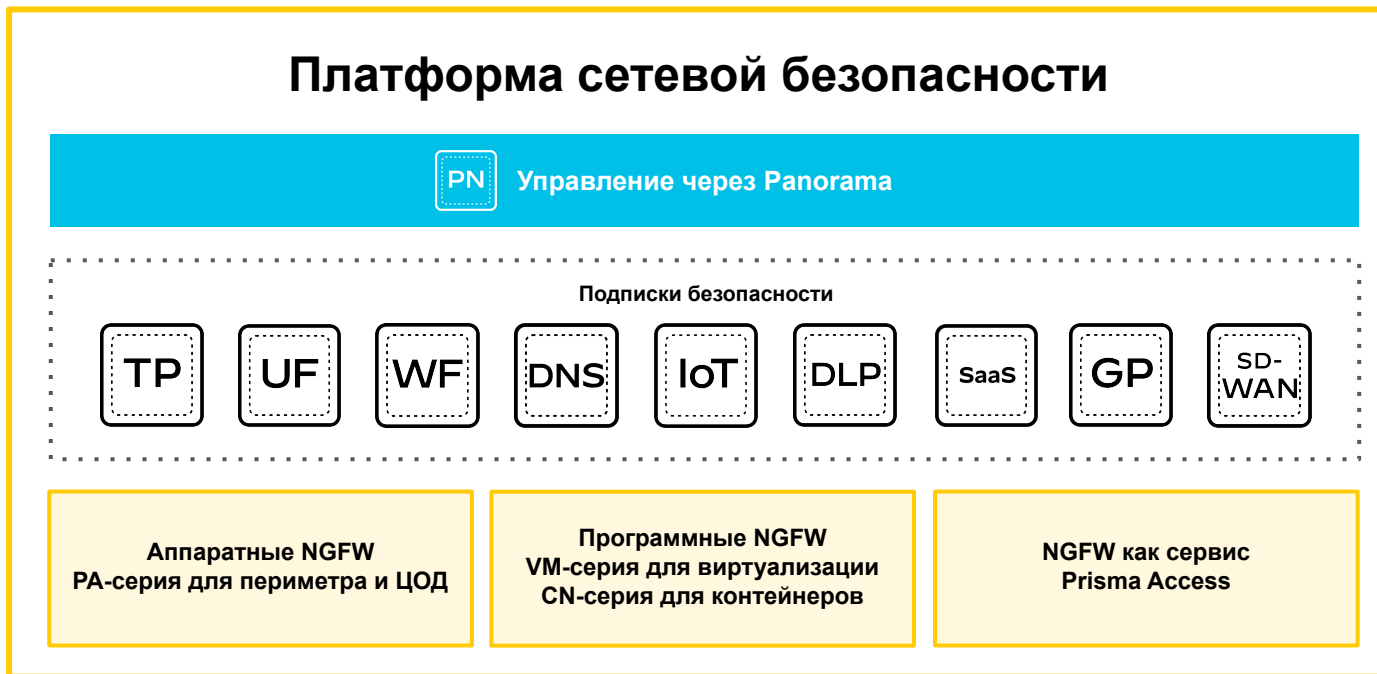 Платформа сетевой безопасности
PN Управление через Panorama
Подписки безопасности
TP UF WF DNS IoT DLP SaaS GP SD-
WAN
Аппаратные NGFW
PA-серия для периметра и ЦОД
Программные NGFW
VM-серия для виртуализации
CN-серия для контейнеров
NGFW как сервис
Prisma Access